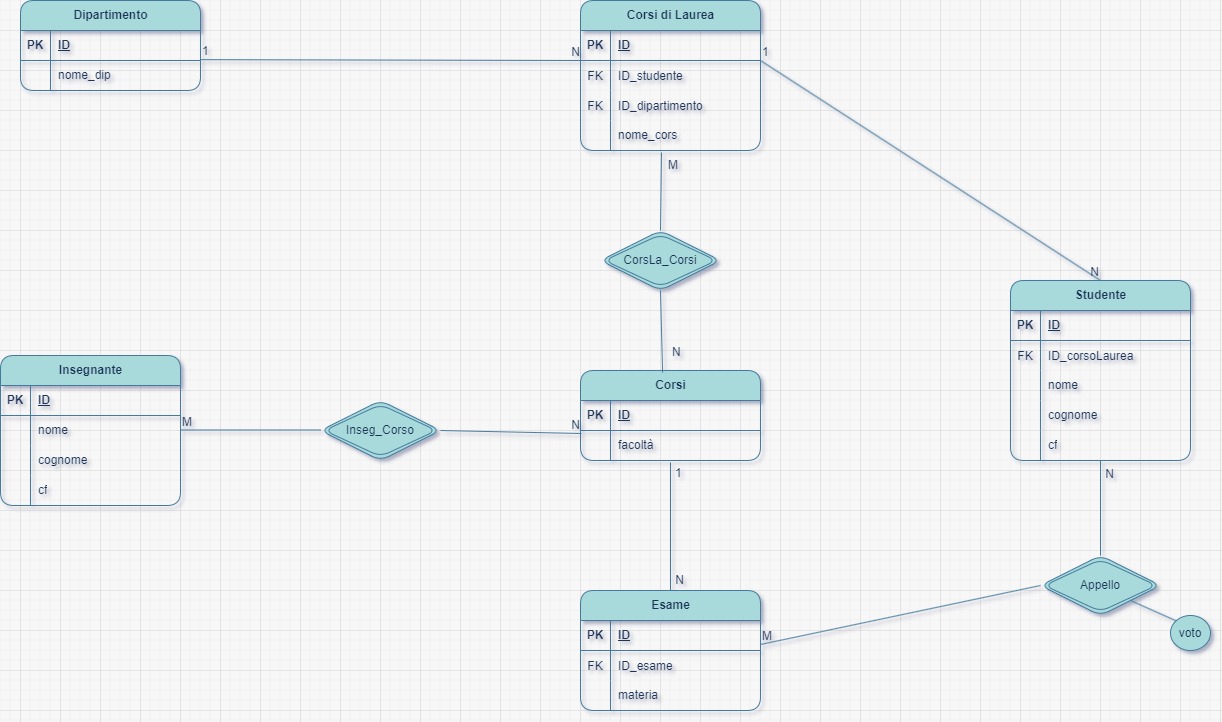 Dipartimento
PK ID
nome_dip
1
N
Corsi di Laurea
PK ID
FK ID_studente
FK ID_dipartimento
nome_cors
1
M
CorsLa_Corsi
N
N
Studente
PK ID
FK ID_corsoLaurea
nome
cognome
cf
N
Insegnante
PK ID
nome
cognome
cf
M
Inseg_Corso
N
Corsi
PK ID
facoltà
1
N
Esame
PK ID
FK ID_esame
materia
M
Appello
voto